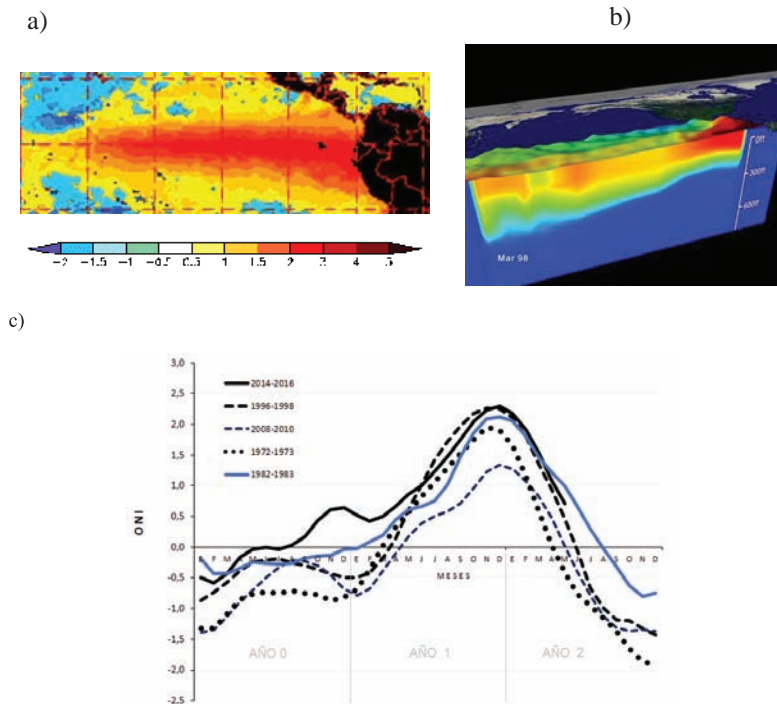 a)
b)
-2 -1.5 -1 -0.5 0.5 1 1.5 2 3 4 5
0ft
300ft
600ft
Mar 98
c)
3,0
2,5
2,0
1,5
1,0
0,5
0,0
-0,5
-1,0
-1,5
-2,0
-2,5
ONI
2014-2016
1996-1998
2008-2010
1972-1973
1982-1983
E F M A M J J A S O N D E F M A M J J A S O N D E F M A M J J A S O N D
MESES
AÑO 0 AÑO 1 AÑO 2